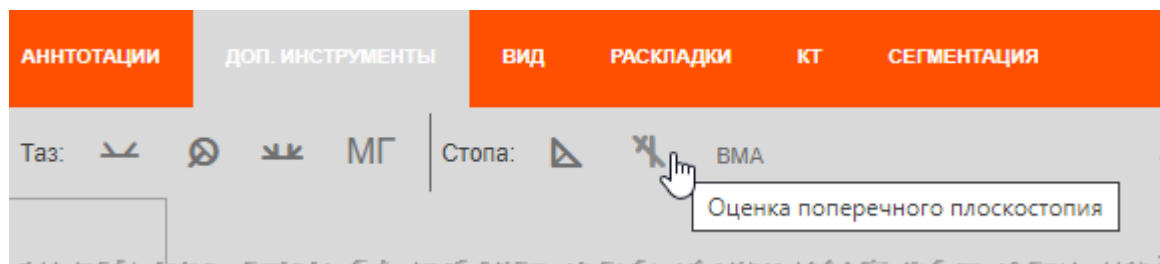 АННТОТАЦИИ ДОП. ИНСТРУМЕНТЫ ВИД РАСКЛАДКИ КТ СЕГМЕНТАЦИЯ
Таз: МГ Стопа: ВМА
Оценка поперечного плоскостопия